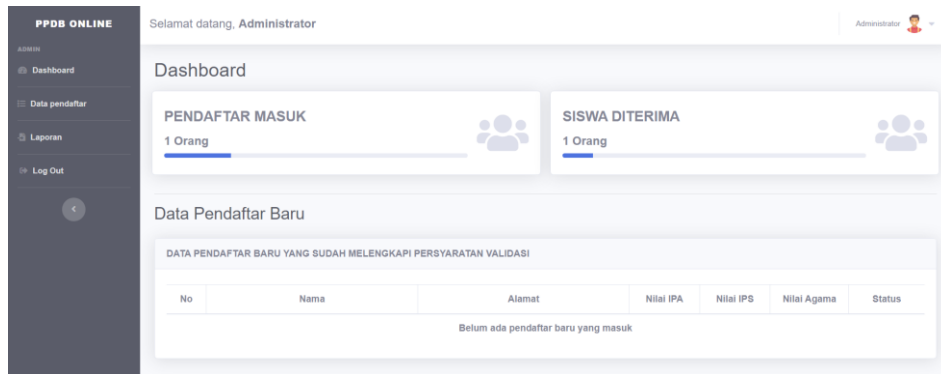 PPDB ONLINE
Selamat datang, Administrator
Administrator
ADMIN
Dashboard
Data pendaftar
Laporan
Log Out
Dashboard
PENDAFTAR MASUK
1 Orang
SISWA DITERIMA
1 Orang
Data Pendaftar Baru
DATA PENDAFTAR BARU YANG SUDAH MELENGKAPI PERSYARATAN VALIDASI
No Nama Alamat Nilai IPA Nilai IPS Nilai Agama Status
Belum ada pendaftar baru yang masuk